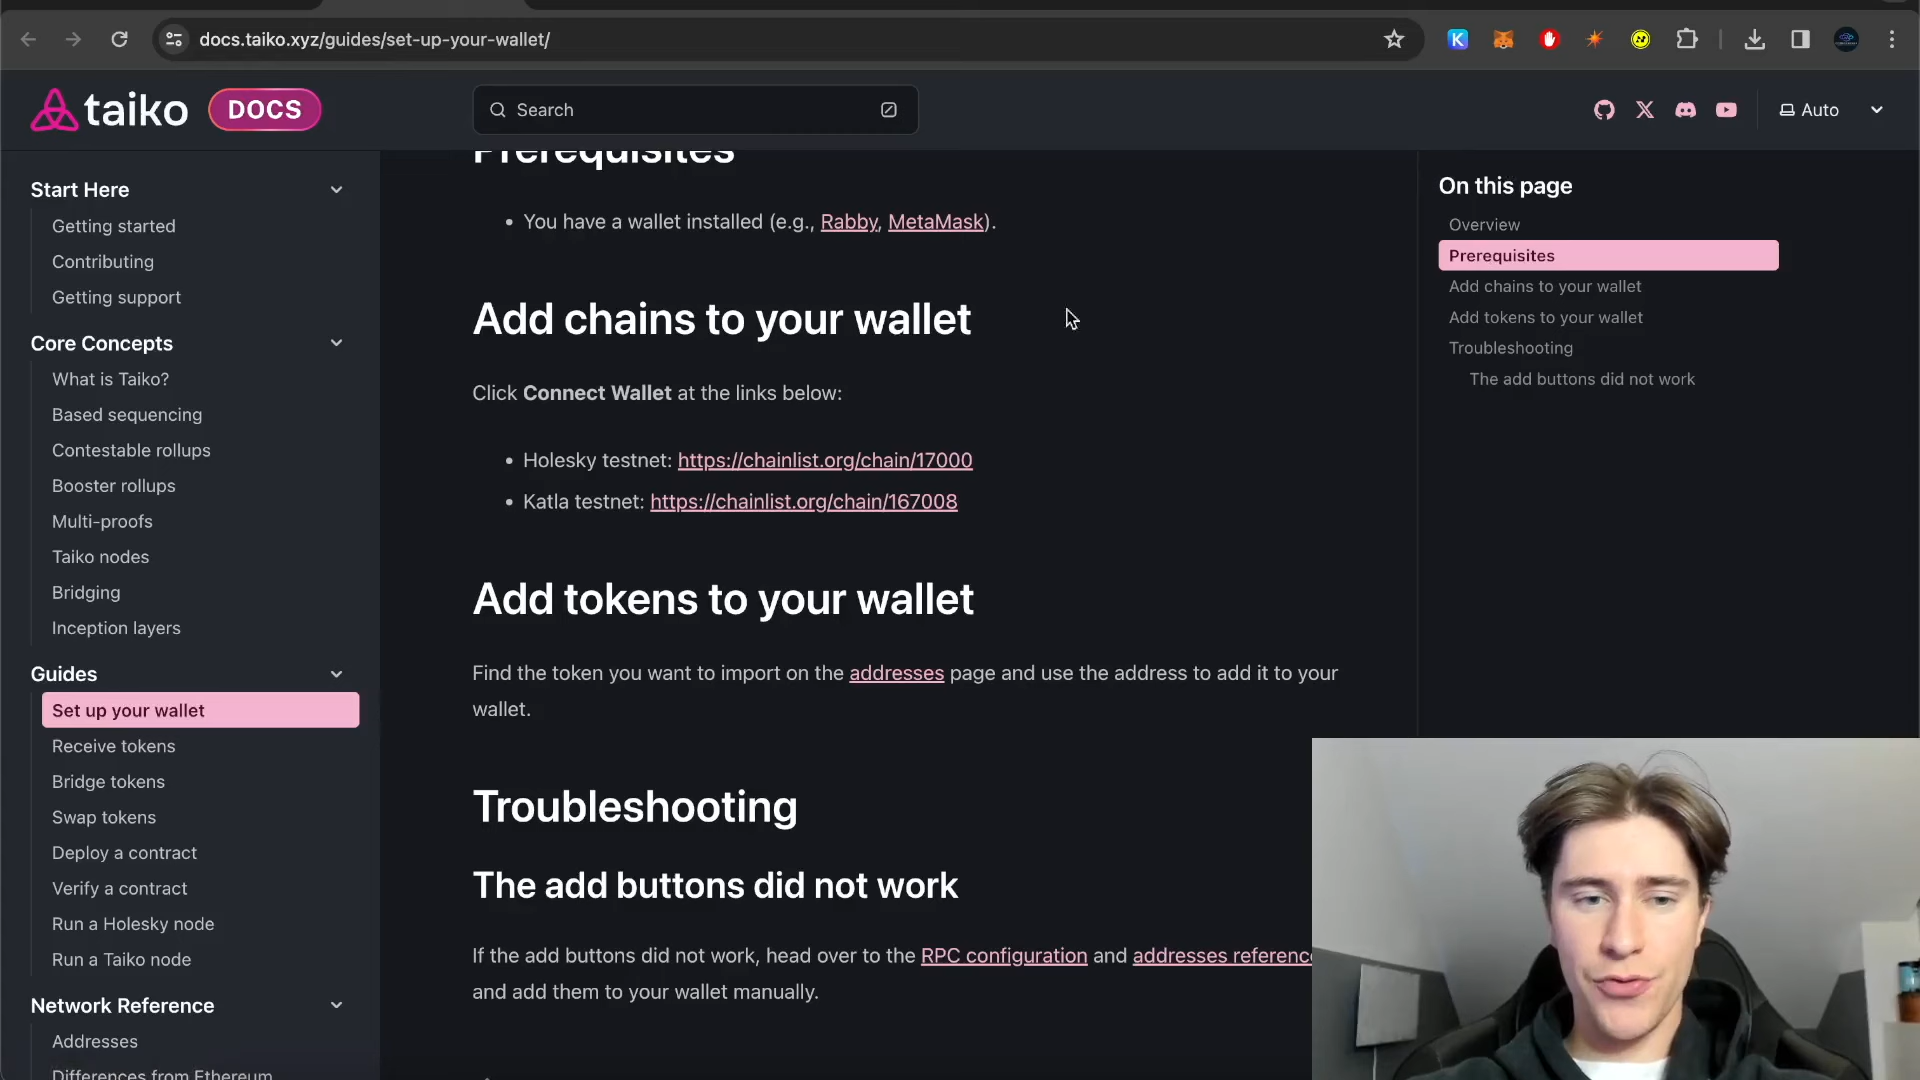 docs.taiko.xyz/guides/set-up-your-wallet/
taiko DOCS
Search
Auto
Start Here
Getting started
Contributing
Getting support
Core Concepts
What is Taiko?
Based sequencing
Contestable rollups
Booster rollups
Multi-proofs
Taiko nodes
Bridging
Inception layers
Guides
Set up your wallet
Receive tokens
Bridge tokens
Swap tokens
Deploy a contract
Verify a contract
Run a Holesky node
Run a Taiko node
Network Reference
Addresses
Differences from Ethereum
Prerequisites
• You have a wallet installed (e.g., Rabby, MetaMask).
Add chains to your wallet
Click Connect Wallet at the links below:
• Holesky testnet: https://chainlist.org/chain/17000
• Katla testnet: https://chainlist.org/chain/167008
Add tokens to your wallet
Find the token you want to import on the addresses page and use the address to add it to your
wallet.
Troubleshooting
The add buttons did not work
If the add buttons did not work, head over to the RPC configuration and addresses reference
and add them to your wallet manually.
On this page
Overview
Prerequisites
Add chains to your wallet
Add tokens to your wallet
Troubleshooting
The add buttons did not work